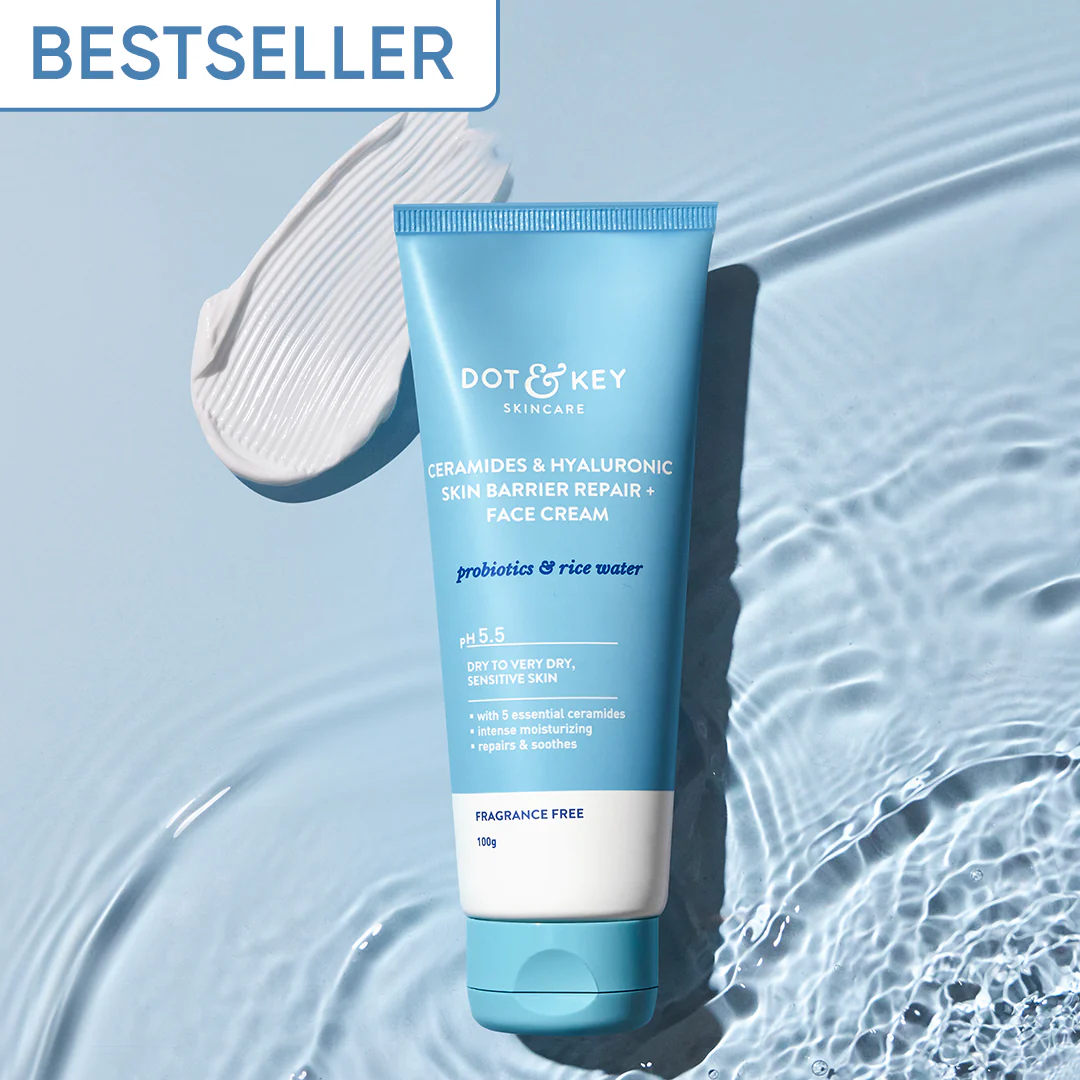 BESTSELLER
DOT & KEY
SKINCARE
CERAMIDES & HYALURONIC
SKIN BARRIER REPAIR +
FACE CREAM
probiotics & rice water
pH 5.5
DRY TO VERY DRY,
SENSITIVE SKIN
▪ with 5 essential ceramides
▪ intense moisturizing
▪ repairs & soothes
FRAGRANCE FREE
100g